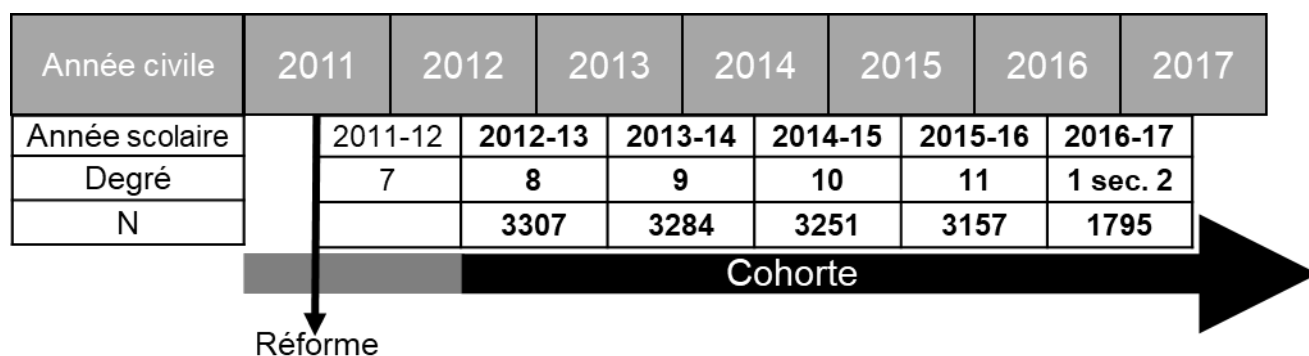 Année civile 2011 2012 2013 2014 2015 2016 2017
Année scolaire 2011-12 2012-13 2013-14 2014-15 2015-16 2016-17
Degré 7 8 9 10 11 1 sec. 2
N 3307 3284 3251 3157 1795
Cohorte
Réforme